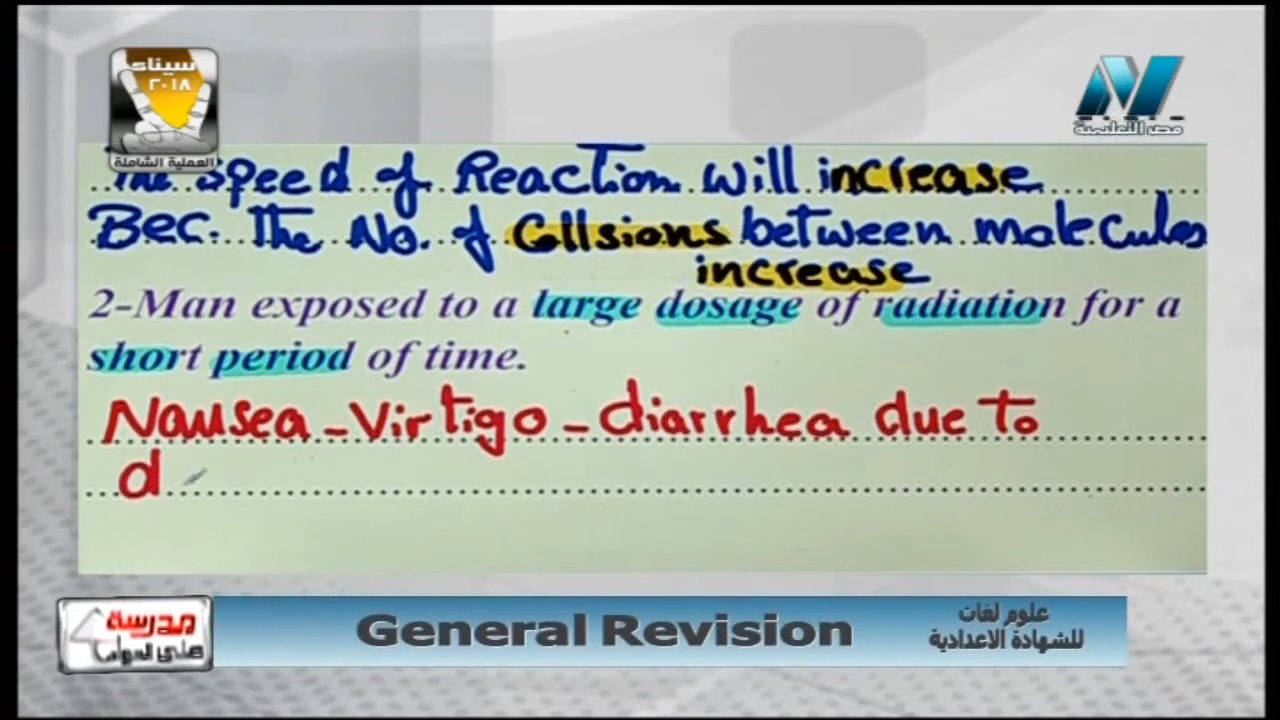 سيناء
٢٠١٨
العملية الشاملة
مصر التعليمية
The Speed of Reaction will increase
Bec. The No. of Collsions between molecules
increase
2-Man exposed to a large dosage of radiation for a
short period of time.
Nausea - Virtigo - diarrhea due to
d
مدرسة
على الهواء
General Revision
علوم لغات
للشهادة الاعدادية